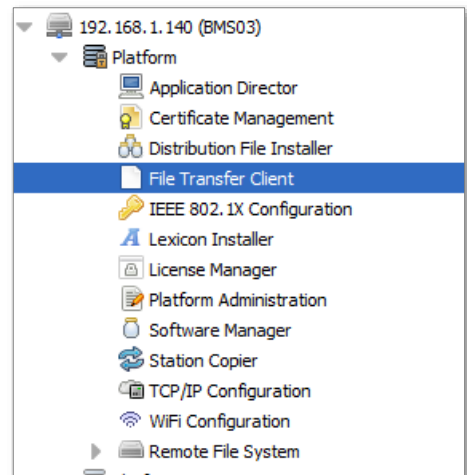 192.168.1.140 (BMS03)
Platform
Application Director
Certificate Management
Distribution File Installer
File Transfer Client
IEEE 802.1X Configuration
Lexicon Installer
License Manager
Platform Administration
Software Manager
Station Copier
TCP/IP Configuration
WiFi Configuration
Remote File System